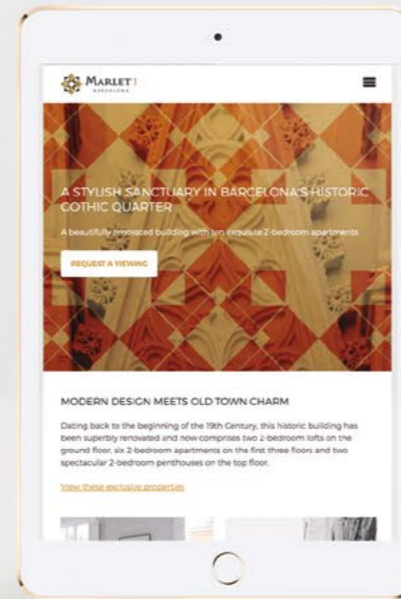 MARLET 1
BARCELONA
A STYLISH SANCTUARY IN BARCELONA'S HISTORIC
GOTHIC QUARTER
A beautifully renovated building with ten exquisite 2-bedroom apartments
REQUEST A VIEWING
MODERN DESIGN MEETS OLD TOWN CHARM
Dating back to the beginning of the 19th Century, this historic building has
been superbly renovated and now comprises two 2-bedroom lofts on the
ground floor, six 2-bedroom apartments on the first three floors and two
spectacular 2-bedroom penthouses on the top floor.
View these exclusive properties